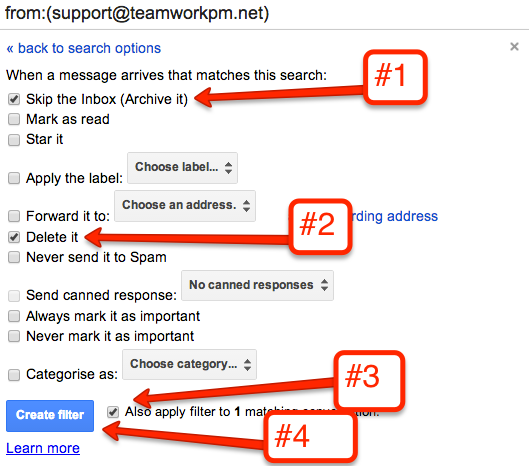 from:(support@teamworkpm.net)
« back to search options
×
When a message arrives that matches this search:
#1
Skip the Inbox (Archive it)
Mark as read
Star it
Apply the label: Choose label...
Forward it to: Choose an address. rding address
#2
Delete it
Never send it to Spam
Send canned response: No canned responses
Always mark it as important
Never mark it as important
Categorise as: Choose category...
#3
Create filter Also apply filter to 1 matching
#4
Learn more